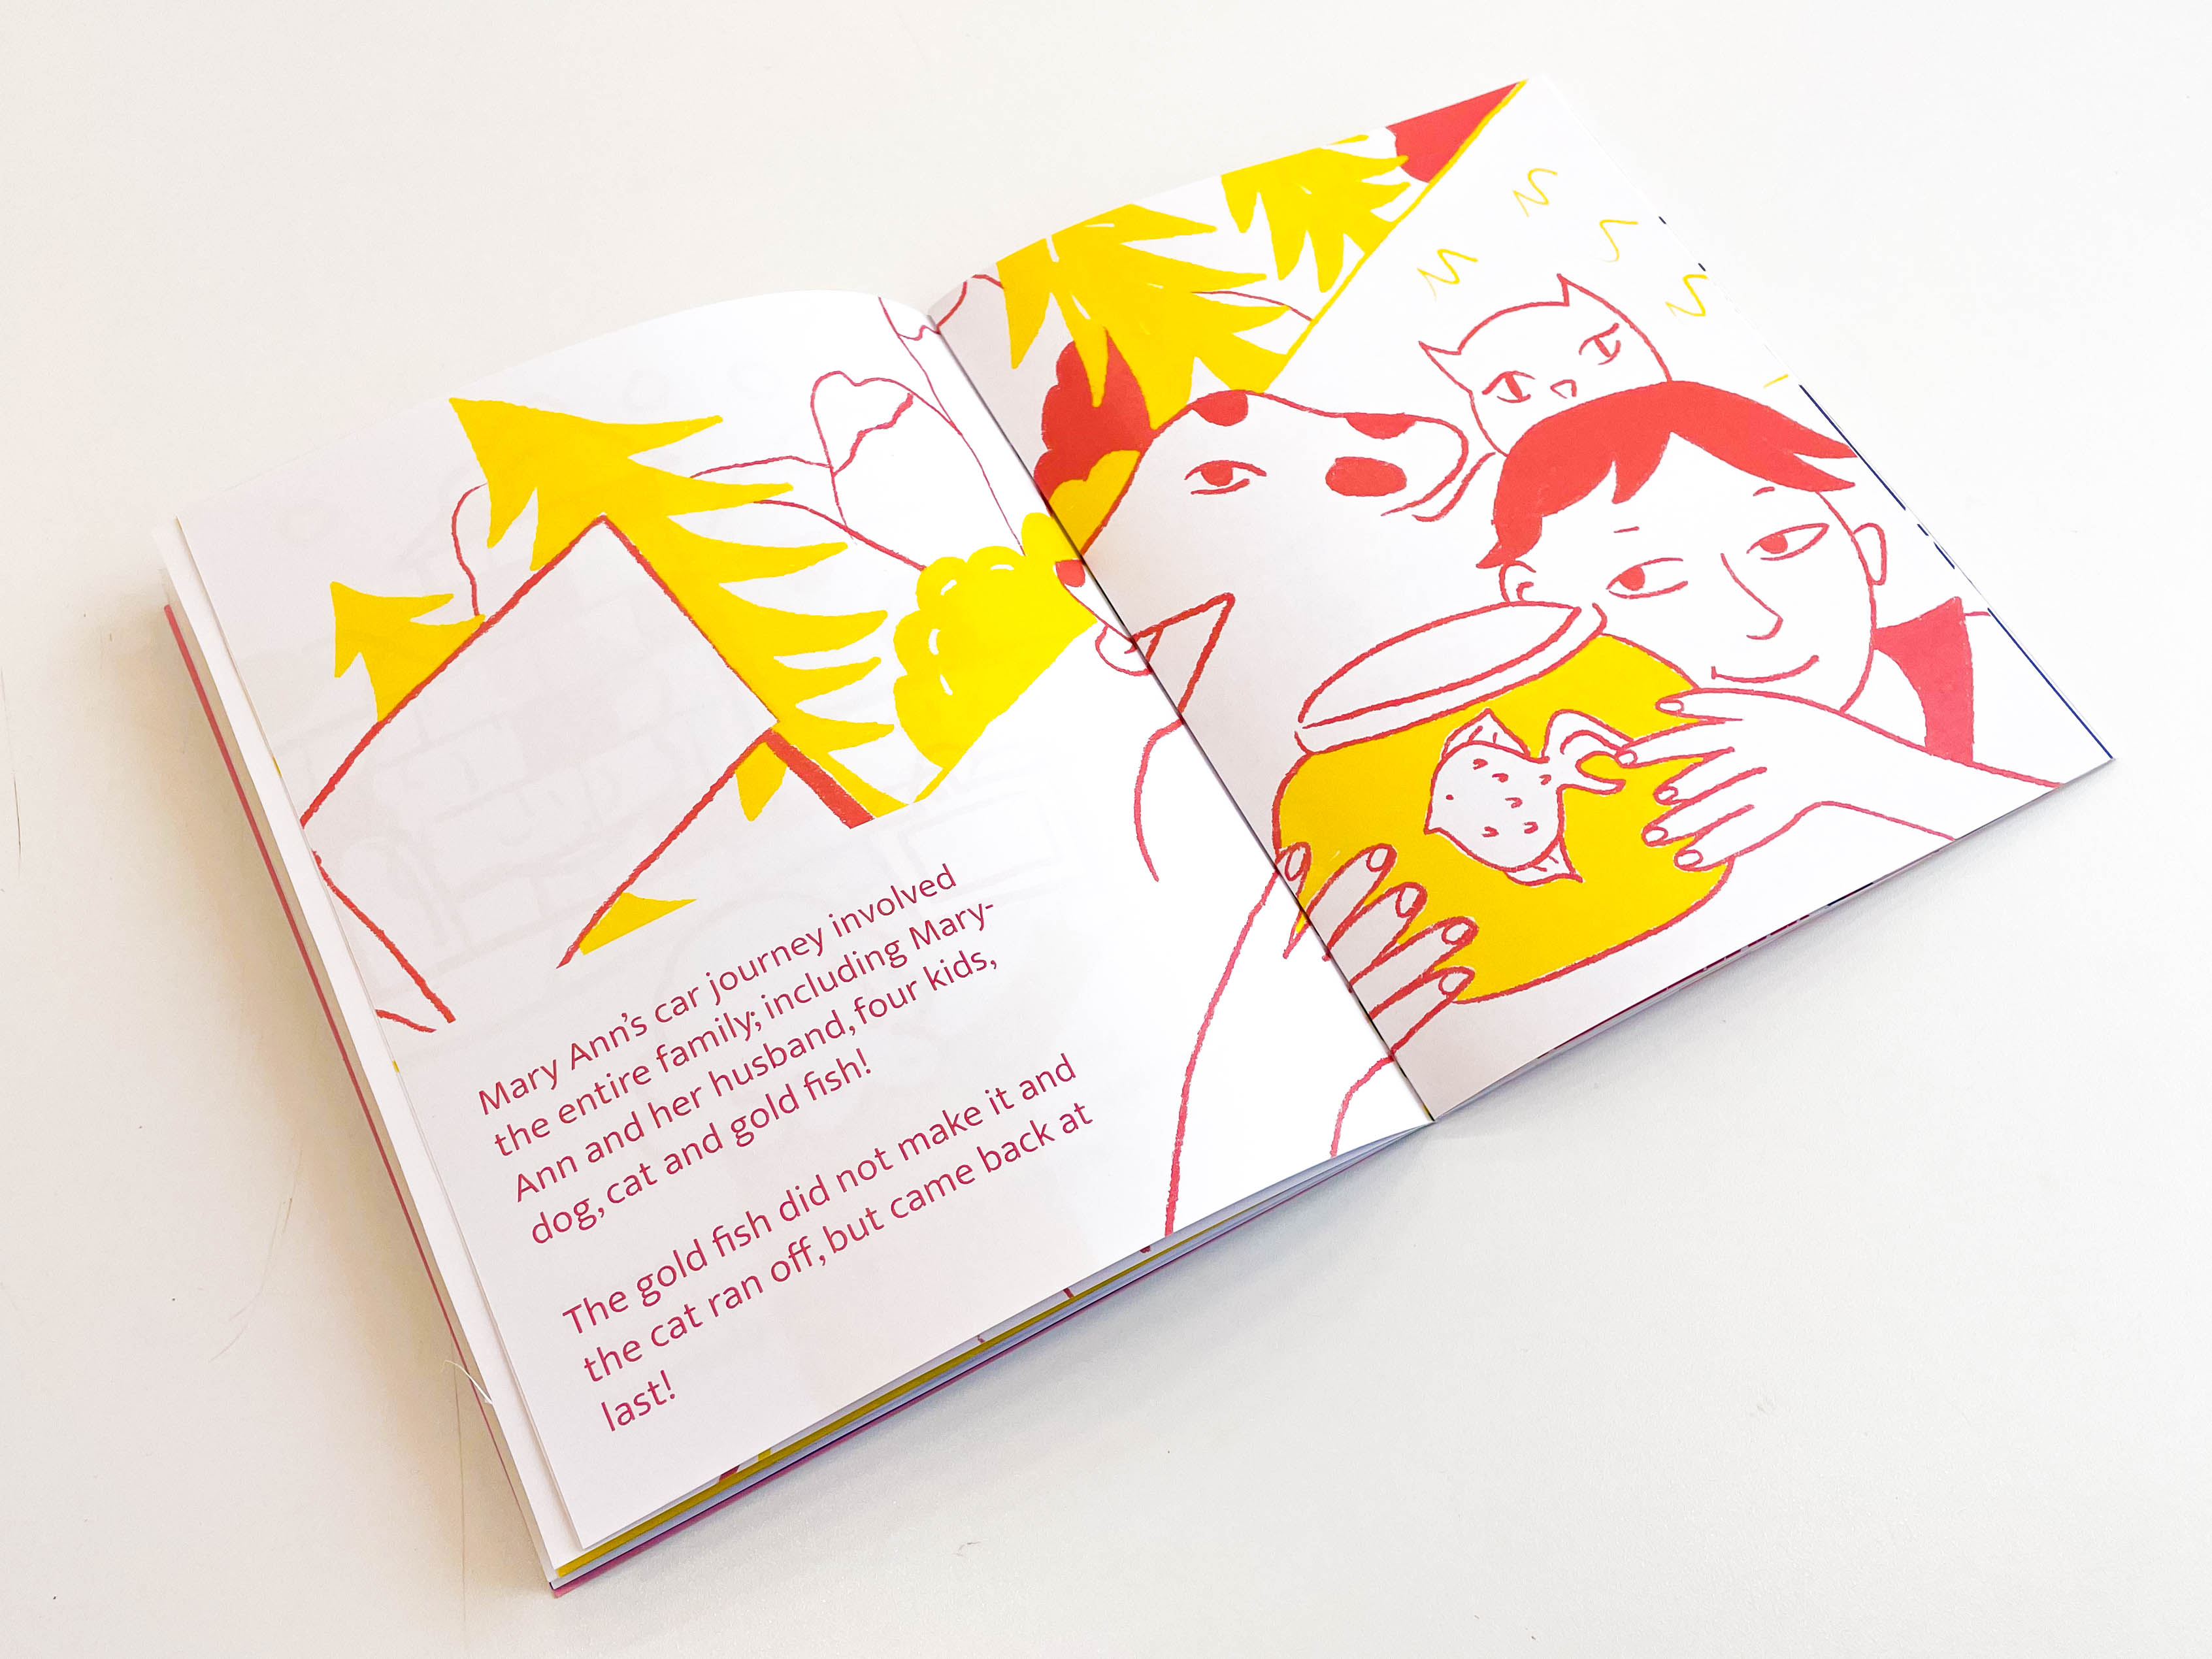 Mary Ann's car journey involved
the entire family; including Mary-
Ann and her husband, four kids,
dog, cat and gold fish!
The gold fish did not make it and
the cat ran off, but came back at
last!